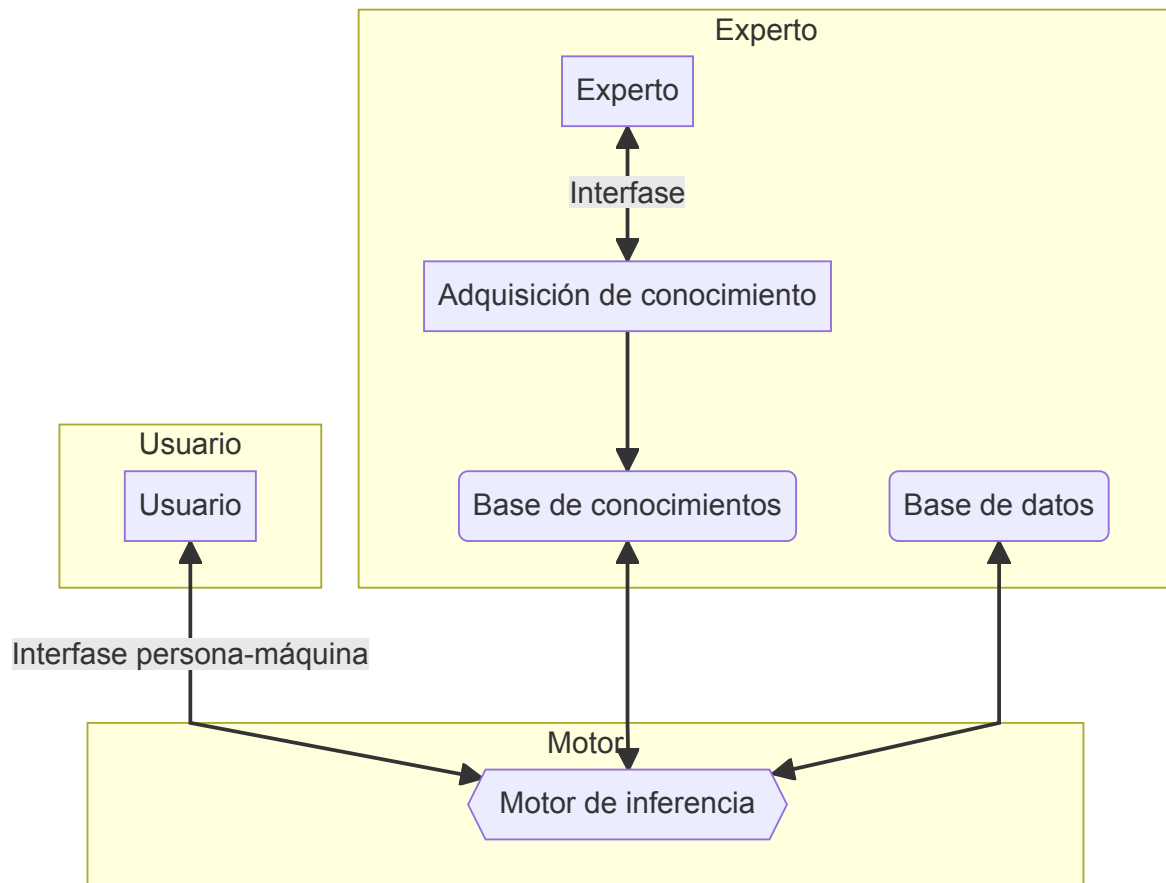 Experto
Experto
Interfase
Adquisición de conocimiento
Usuario
Usuario
Base de conocimientos
Base de datos
Interfase persona-máquina
Motor
Motor de inferencia